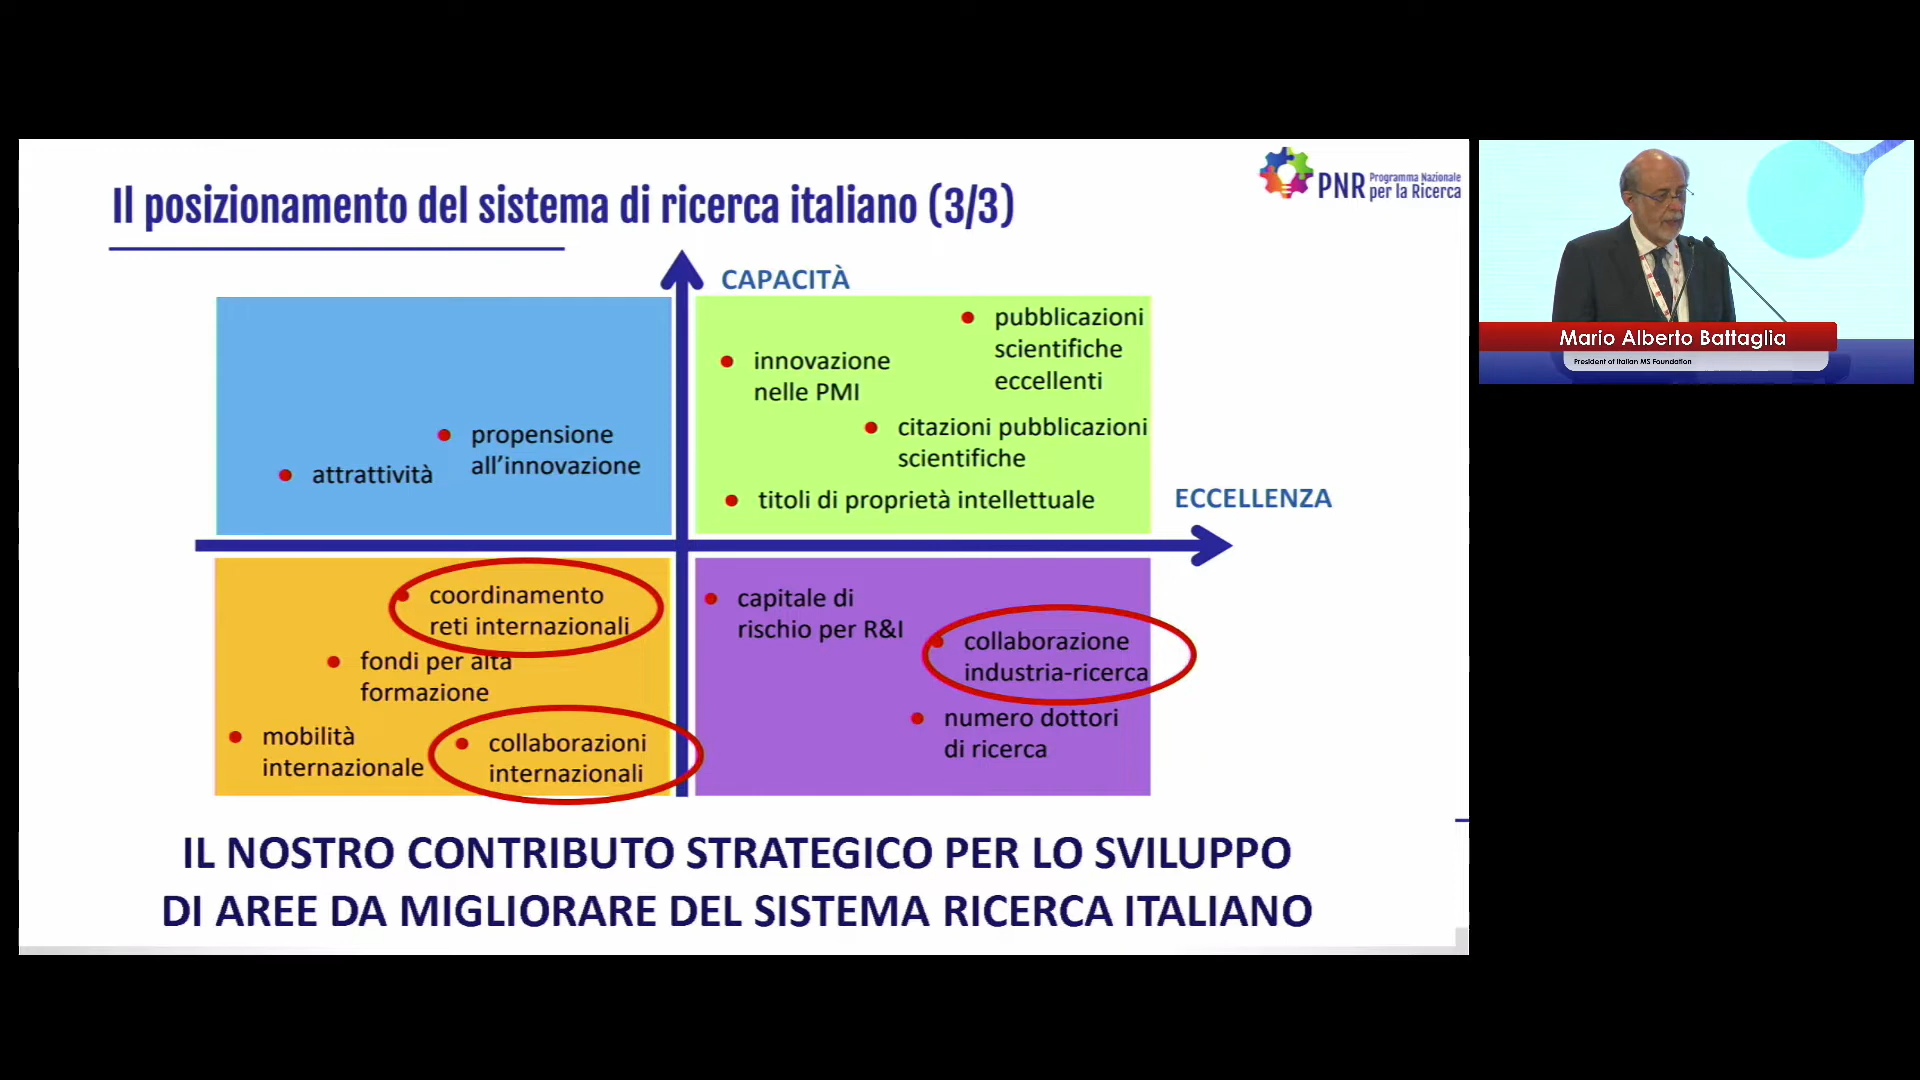 Il posizionamento del sistema di ricerca italiano (3/3)
PNR Programma Nazionale
per la Ricerca
CAPACITÀ
pubblicazioni
scientifiche
eccellenti
innovazione
nelle PMI
citazioni pubblicazioni
scientifiche
titoli di proprietà intellettuale
propensione
all’innovazione
attrattività
ECCELLENZA
coordinamento
reti internazionali
fondi per alta
formazione
mobilità
internazionale
collaborazioni
internazionali
capitale di
rischio per R&I
collaborazione
industria-ricerca
numero dottori
di ricerca
IL NOSTRO CONTRIBUTO STRATEGICO PER LO SVILUPPO
DI AREE DA MIGLIORARE DEL SISTEMA RICERCA ITALIANO
Mario Alberto Battaglia
President of Italian MS Foundation